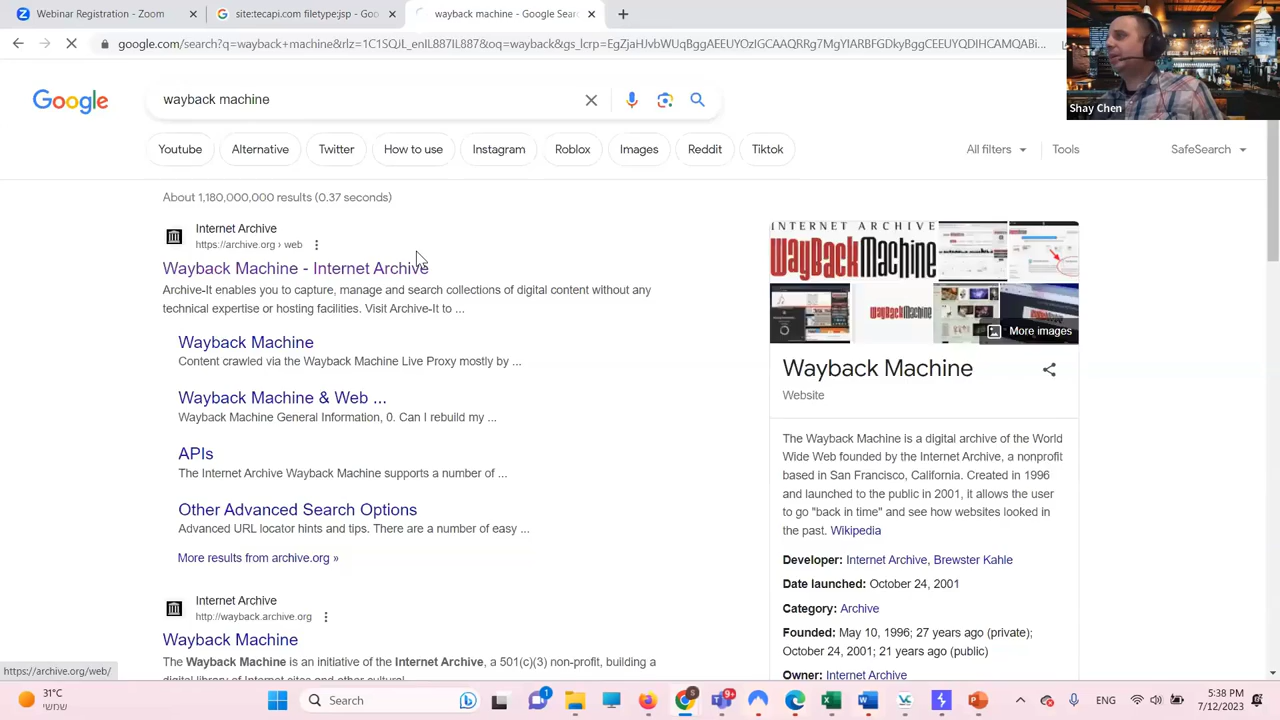 Webinar Registration - Zoom
site:tecapi.com inurl:jsp
wayback machine - Google Search
google.com/search?q=wayback+machine&rlz=
wayback machine
Shay Chen
Youtube
Alternative
Twitter
How to use
Instagram
Roblox
Images
Reddit
Tiktok
All filters
Tools
SafeSearch
About 1,180,000,000 results (0.37 seconds)
Internet Archive
https://archive.org › web
Wayback Machine - Internet Archive
Archive-It enables you to capture, manage and search collections of digital content without any
technical expertise or hosting facilities. Visit Archive-It to ...
Wayback Machine
Content crawled via the Wayback Machine Live Proxy mostly by ...
Wayback Machine & Web ...
Wayback Machine General Information, 0. Can I rebuild my ...
APIs
The Internet Archive Wayback Machine supports a number of ...
Other Advanced Search Options
Advanced URL locator hints and tips. There are a number of easy ...
More results from archive.org »
Internet Archive
http://wayback.archive.org
Wayback Machine
The Wayback Machine is an initiative of the Internet Archive, a 501(c)(3) non-profit, building a
digital library of Internet sites and other cultural
INTERNET ARCHIVE
WayBackMachine
More images
Wayback Machine
Website
The Wayback Machine is a digital archive of the World
Wide Web founded by the Internet Archive, a nonprofit
based in San Francisco, California. Created in 1996
and launched to the public in 2001, it allows the user
to go "back in time" and see how websites looked in
the past. Wikipedia
Developer: Internet Archive, Brewster Kahle
Date launched: October 24, 2001
Category: Archive
Founded: May 10, 1996; 27 years ago (private);
October 24, 2001; 21 years ago (public)
Owner: Internet Archive
https://archive.org/web/
31°C
שמשי
Search
ENG
5:38 PM
7/12/2023